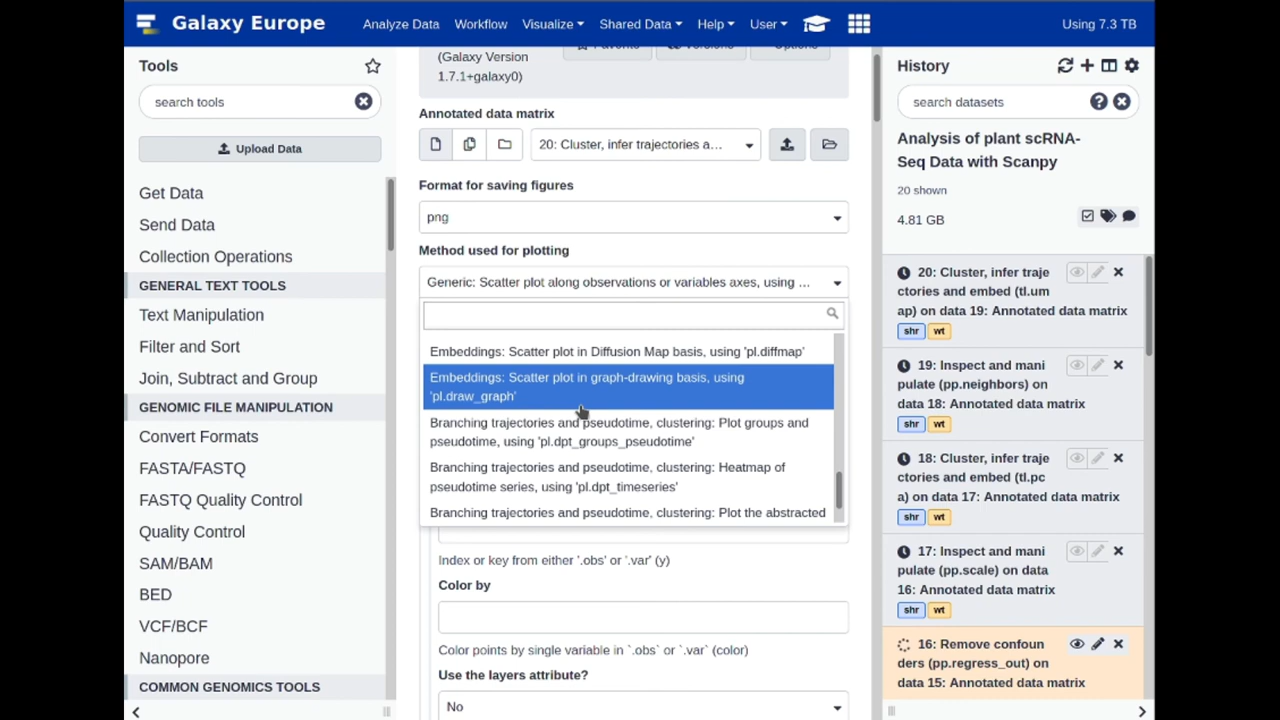 Galaxy Europe
Analyze Data
Workflow
Visualize
Shared Data
Help
User
Using 7.3 TB
Tools
search tools
Upload Data
Get Data
Send Data
Collection Operations
GENERAL TEXT TOOLS
Text Manipulation
Filter and Sort
Join, Subtract and Group
GENOMIC FILE MANIPULATION
Convert Formats
FASTA/FASTQ
FASTQ Quality Control
Quality Control
SAM/BAM
BED
VCF/BCF
Nanopore
COMMON GENOMICS TOOLS
(Galaxy Version
1.7.1+galaxy0)
Annotated data matrix
20: Cluster, infer trajectories a...
Format for saving figures
png
Method used for plotting
Generic: Scatter plot along observations or variables axes, using ...
Embeddings: Scatter plot in Diffusion Map basis, using 'pl.diffmap'
Embeddings: Scatter plot in graph-drawing basis, using
'pl.draw_graph'
Branching trajectories and pseudotime, clustering: Plot groups and
pseudotime, using 'pl.dpt_groups_pseudotime'
Branching trajectories and pseudotime, clustering: Heatmap of
pseudotime series, using 'pl.dpt_timeseries'
Branching trajectories and pseudotime, clustering: Plot the abstracted
Index or key from either '.obs' or '.var' (y)
Color by
Color points by single variable in `.obs` or `.var` (color)
Use the layers attribute?
No
History
search datasets
Analysis of plant scRNA-
Seq Data with Scanpy
20 shown
4.81 GB
20: Cluster, infer traje
ctories and embed (tl.um
ap) on data 19: Annotated data matrix
shr wt
19: Inspect and mani
pulate (pp.neighbors) on
data 18: Annotated data matrix
shr wt
18: Cluster, infer traje
ctories and embed (tl.pc
a) on data 17: Annotated data matrix
shr wt
17: Inspect and mani
pulate (pp.scale) on data
16: Annotated data matrix
shr wt
16: Remove confoun
ders (pp.regress_out) on
data 15: Annotated data matrix